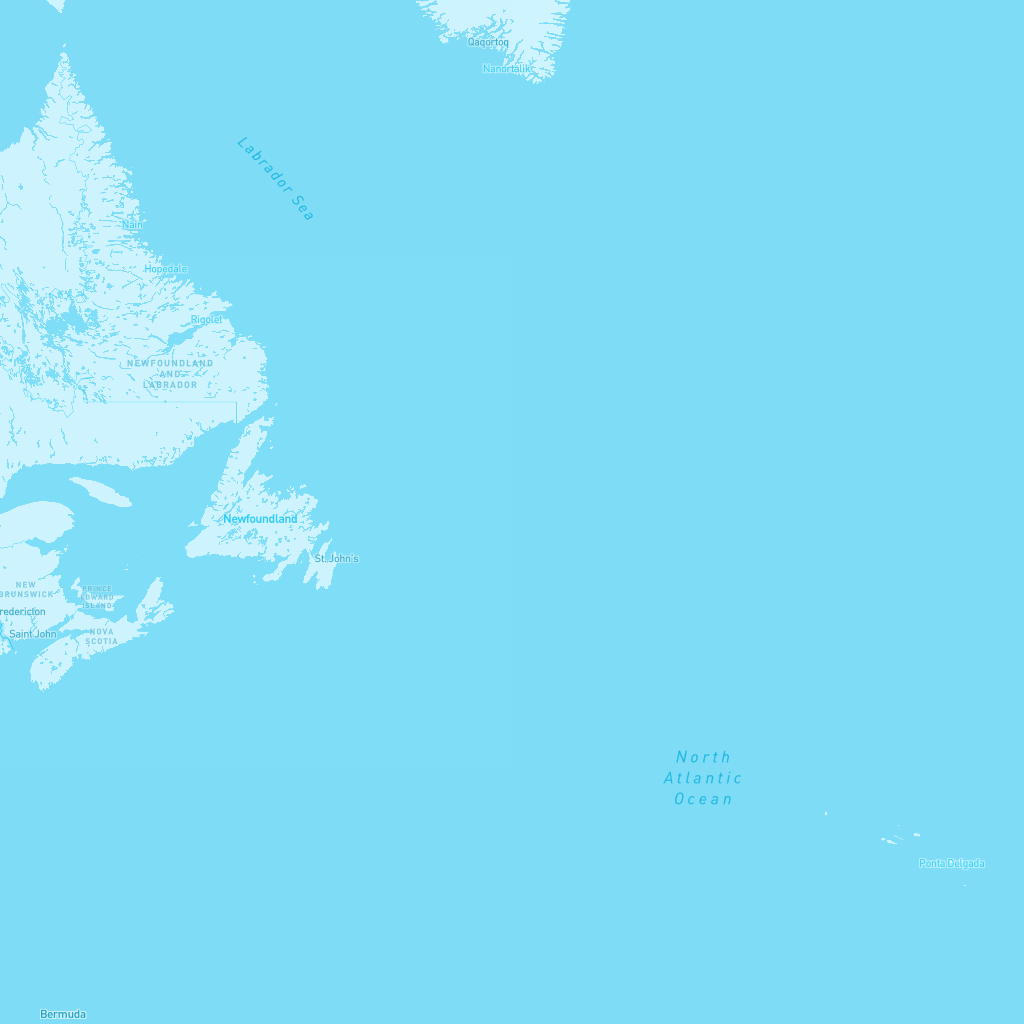 Qaqortoq
Nanortalik
Labrador Sea
Nain
Hopedale
Rigolet
NEWFOUNDLAND
AND
LABRADOR
Newfoundland
St. John's
NEW
BRUNSWICK
PRINCE
EDWARD
ISLAND
redericton
Saint John
NOVA
SCOTIA
North
Atlantic
Ocean
Ponta Delgada
Bermuda